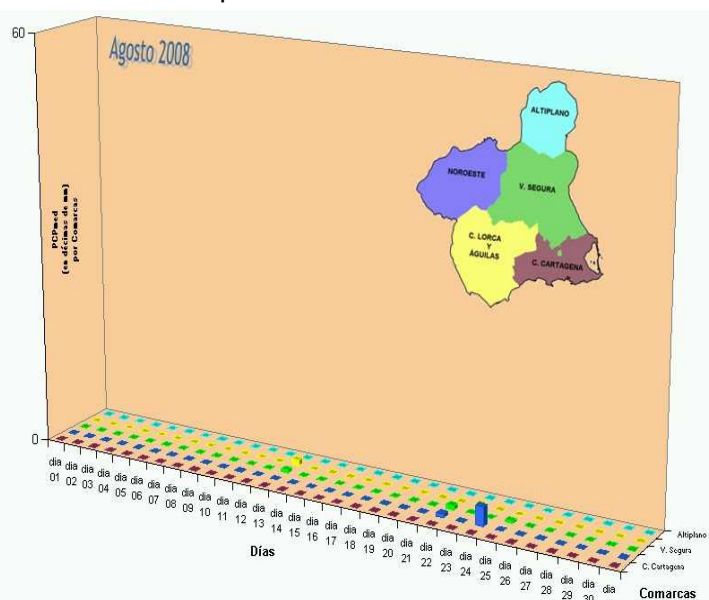 60
Agosto 2008
ALTIPLANO
NOROESTE
V. SEGURA
C. LORCA
Y
ÁGUILAS
C. CARTAGENA
PCPmed
(en décimas de mm)
por Comarcas
0
dia 01
dia 02
dia 03
dia 04
dia 05
dia 06
dia 07
dia 08
dia 09
dia 10
dia 11
dia 12
dia 13
dia 14
dia 15
dia 16
dia 17
dia 18
dia 19
dia 20
dia 21
dia 22
dia 23
dia 24
dia 25
dia 26
dia 27
dia 28
dia 29
dia 30
dia
Altiplano
V. Segura
C. Cartagena
Días
Comarcas